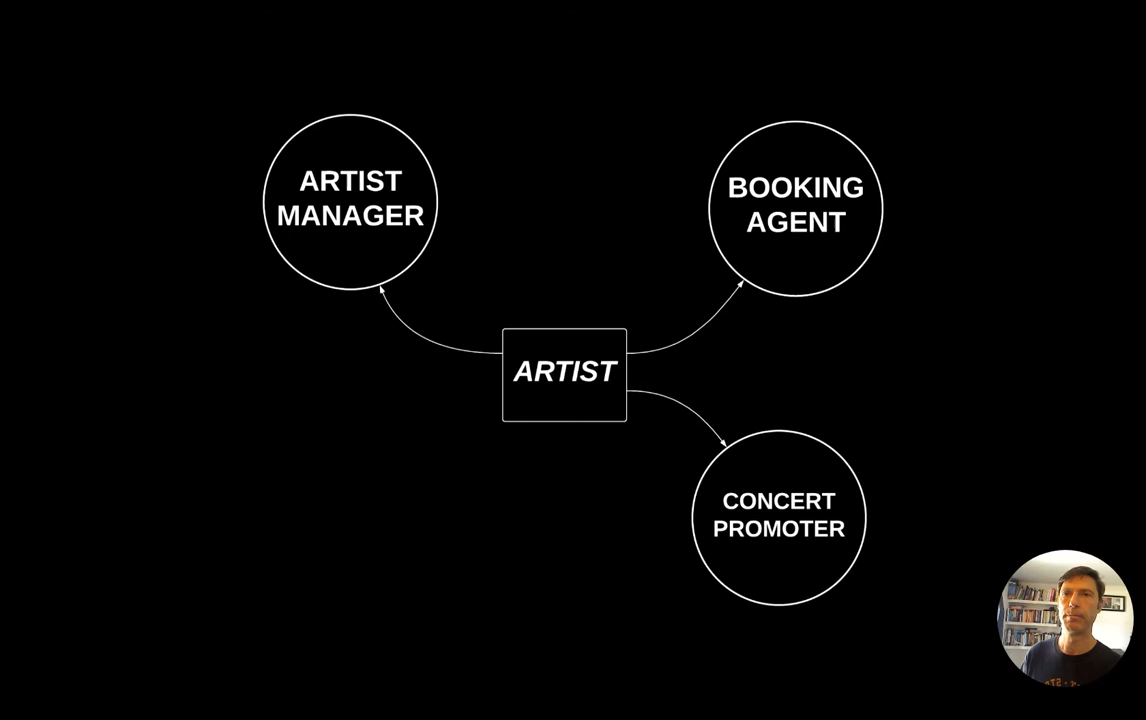 ARTIST
MANAGER
BOOKING
AGENT
ARTIST
CONCERT
PROMOTER